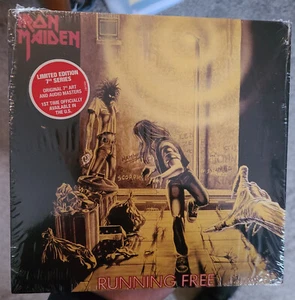 IRON
MAIDEN
LIMITED EDITION
7" SERIES
ORIGINAL 7" ART
AND AUDIO MASTERS
1ST TIME OFFICIALLY
AVAILABLE IN
THE U.S.
RUNNING FREE